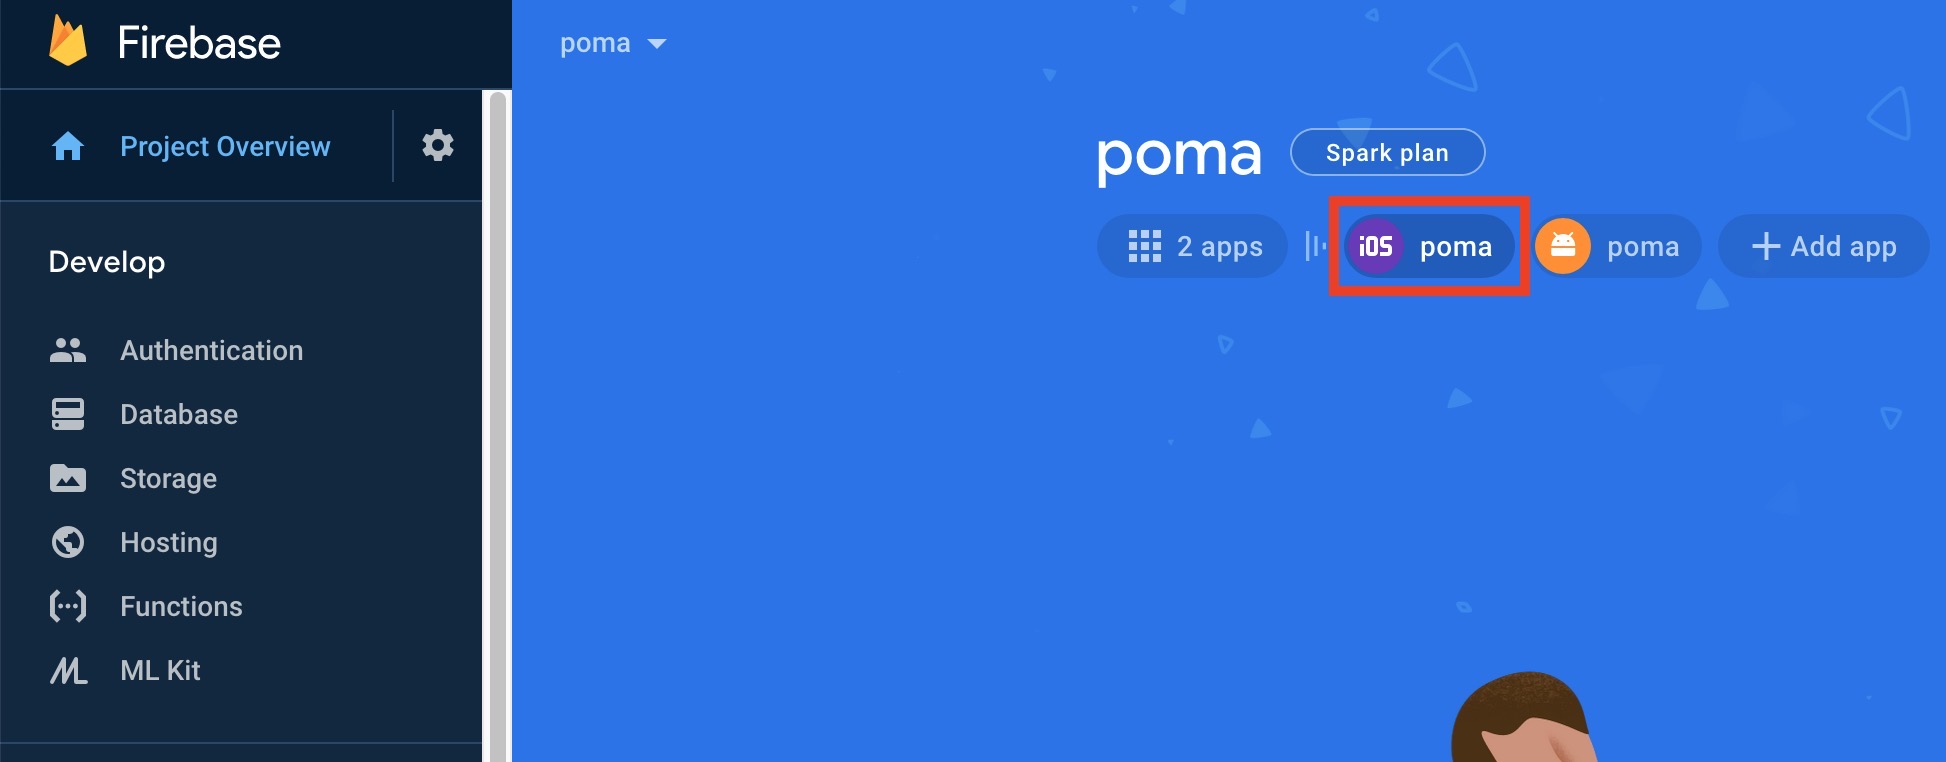 Firebase
Project Overview
Develop
Authentication
Database
Storage
Hosting
Functions
ML Kit
poma
poma Spark plan
2 apps iOS poma poma + Add app